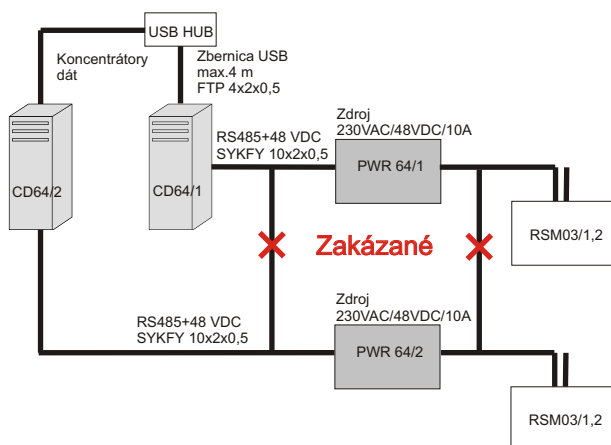 USB HUB
Koncentrátory
dát
Zbernica USB
max.4 m
FTP 4x2x0,5
CD64/2
CD64/1
RS485+48 VDC
SYKFY 10x2x0,5
Zdroj
230VAC/48VDC/10A
PWR 64/1
RSM03/1,2
Zakázané
RS485+48 VDC
SYKFY 10x2x0,5
Zdroj
230VAC/48VDC/10A
PWR 64/2
RSM03/1,2